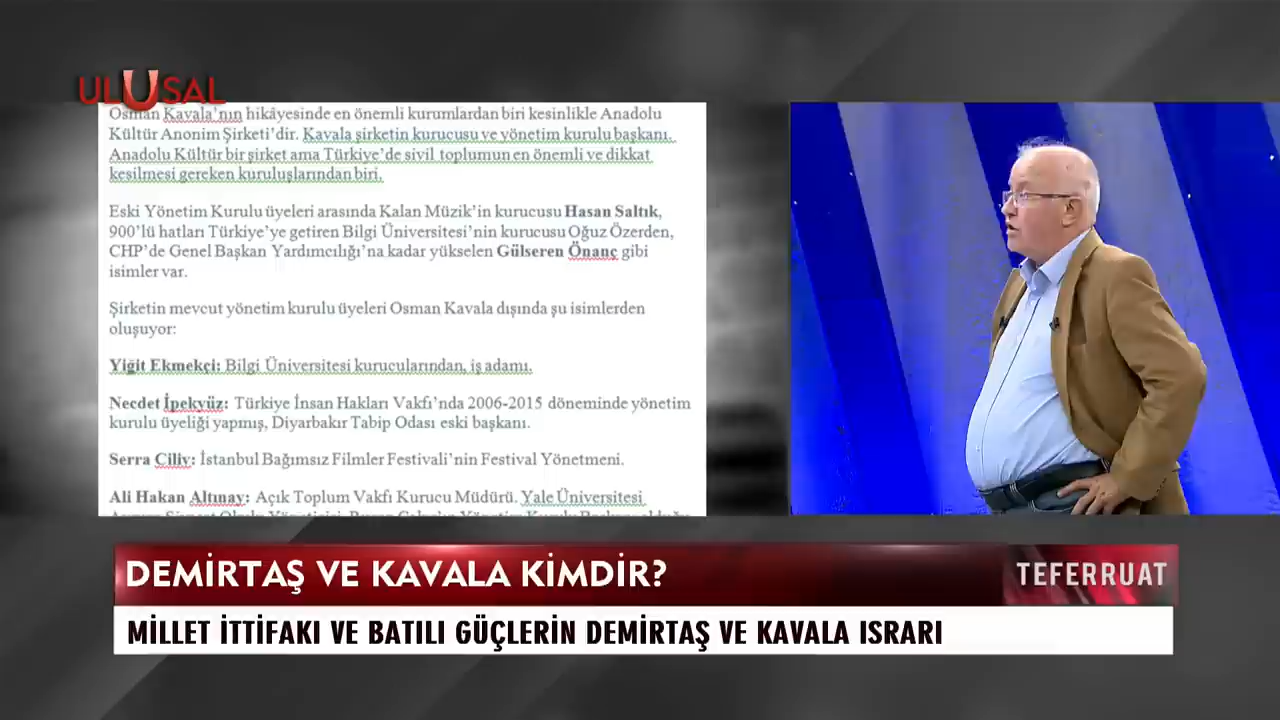 ULUSAL
Osman Kavala'nın hikâyesinde en önemli kurumlardan biri kesinlikle Anadolu
Kültür Anonim Şirketi'dir. Kavala şirketin kurucusu ve yönetim kurulu başkanı.
Anadolu Kültür bir şirket ama Türkiye'de sivil toplumun en önemli ve dikkat
kesilmesi gereken kuruluşlarından biri.
Eski Yönetim Kurulu üyeleri arasında Kalan Müzik'in kurucusu Hasan Saltık,
900'lü hatları Türkiye'ye getiren Bilgi Üniversitesi'nin kurucusu Oğuz Özerden,
CHP'de Genel Başkan Yardımcılığı'na kadar yükselen Gülseren Önanç gibi
isimler var.
Şirketin mevcut yönetim kurulu üyeleri Osman Kavala dışında şu isimlerden
oluşuyor:
Yiğit Ekmekçi: Bilgi Üniversitesi kurucularından, iş adamı.
Necdet İpekyüz: Türkiye İnsan Hakları Vakfı'nda 2006-2015 döneminde yönetim
kurulu üyeliği yapmış, Diyarbakır Tabip Odası eski başkanı.
Serra Ciliv: İstanbul Bağımsız Filmler Festivali'nin Festival Yönetmeni.
Ali Hakan Altınay: Açık Toplum Vakfı Kurucu Müdürü. Yale Üniversitesi
DEMİRTAŞ VE KAVALA KİMDİR?
TEFERRUAT
MİLLET İTTİFAKI VE BATILI GÜÇLERİN DEMİRTAŞ VE KAVALA ISRARI